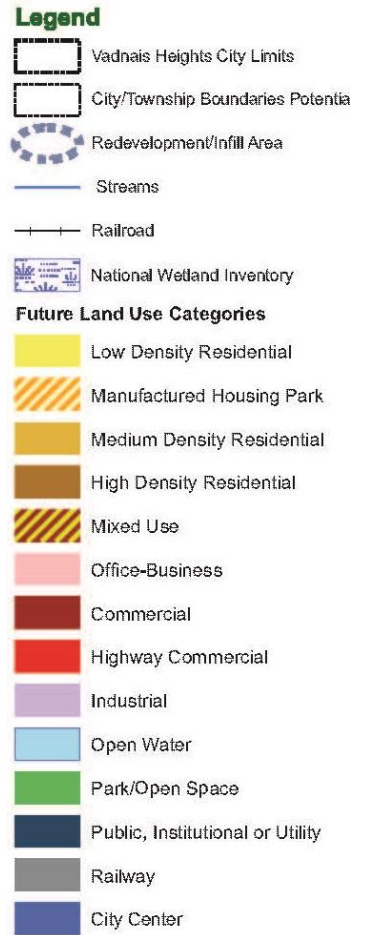 Legend
Vadnais Heights City Limits
City/Township Boundaries Potentia
Redevelopment/Infill Area
Streams
Railroad
National Wetland Inventory
Future Land Use Categories
Low Density Residential
Manufactured Housing Park
Medium Density Residential
High Density Residential
Mixed Use
Office-Business
Commercial
Highway Commercial
Industrial
Open Water
Park/Open Space
Public, Institutional or Utility
Railway
City Center